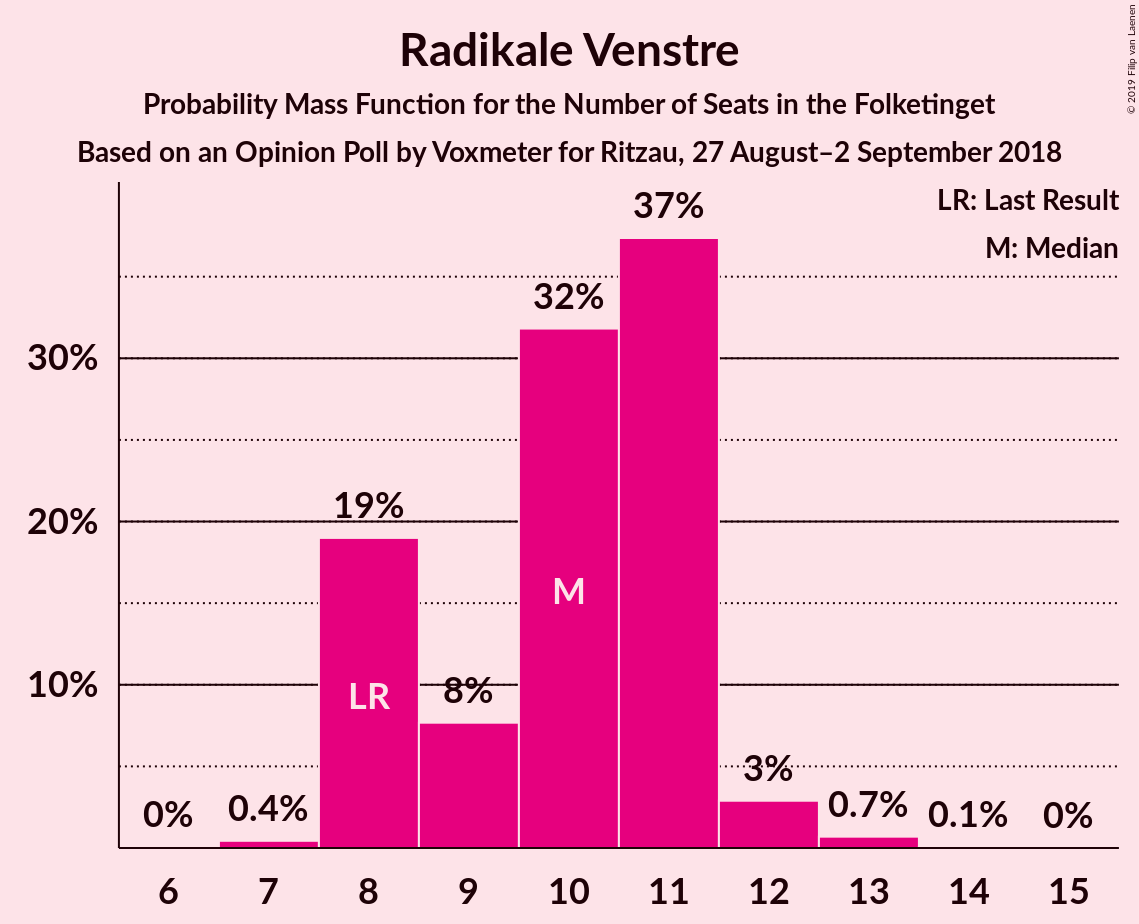 Radikale Venstre
Probability Mass Function for the Number of Seats in the Folketinget
Based on an Opinion Poll by Voxmeter for Ritzau, 27 August–2 September 2018
© 2019 Filip van Laenen
LR: Last Result
M: Median
37%
32%
30%
19%
20%
M
10%
LR
8%
3%
0%
0.4%
0.7%
0.1%
0%
6 7 8 9 10 11 12 13 14 15